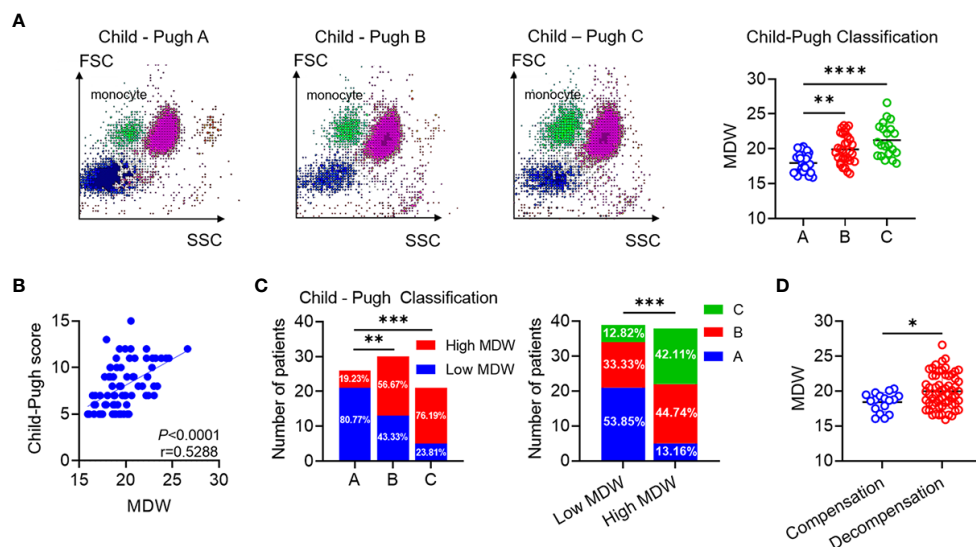 A
Child - Pugh A
FSC
monocyte
SSC
Child - Pugh B
FSC
monocyte
SSC
Child – Pugh C
FSC
monocyte
SSC
Child-Pugh Classification
MDW
30
25
20
15
10
****
**
A
B
C
B
Child-Pugh score
15
10
5
0
10
15
20
25
30
P<0.0001
r=0.5288
MDW
C
Child - Pugh Classification
Number of patients
40
30
20
10
0
***
**
19.23%
80.77%
56.67%
43.33%
76.19%
23.81%
A
B
C
High MDW
Low MDW
Number of patients
40
30
20
10
0
***
12.82%
33.33%
53.85%
42.11%
44.74%
13.16%
Low MDW
High MDW
C
B
A
D
MDW
30
25
20
15
10
*
Compensation
Decompensation